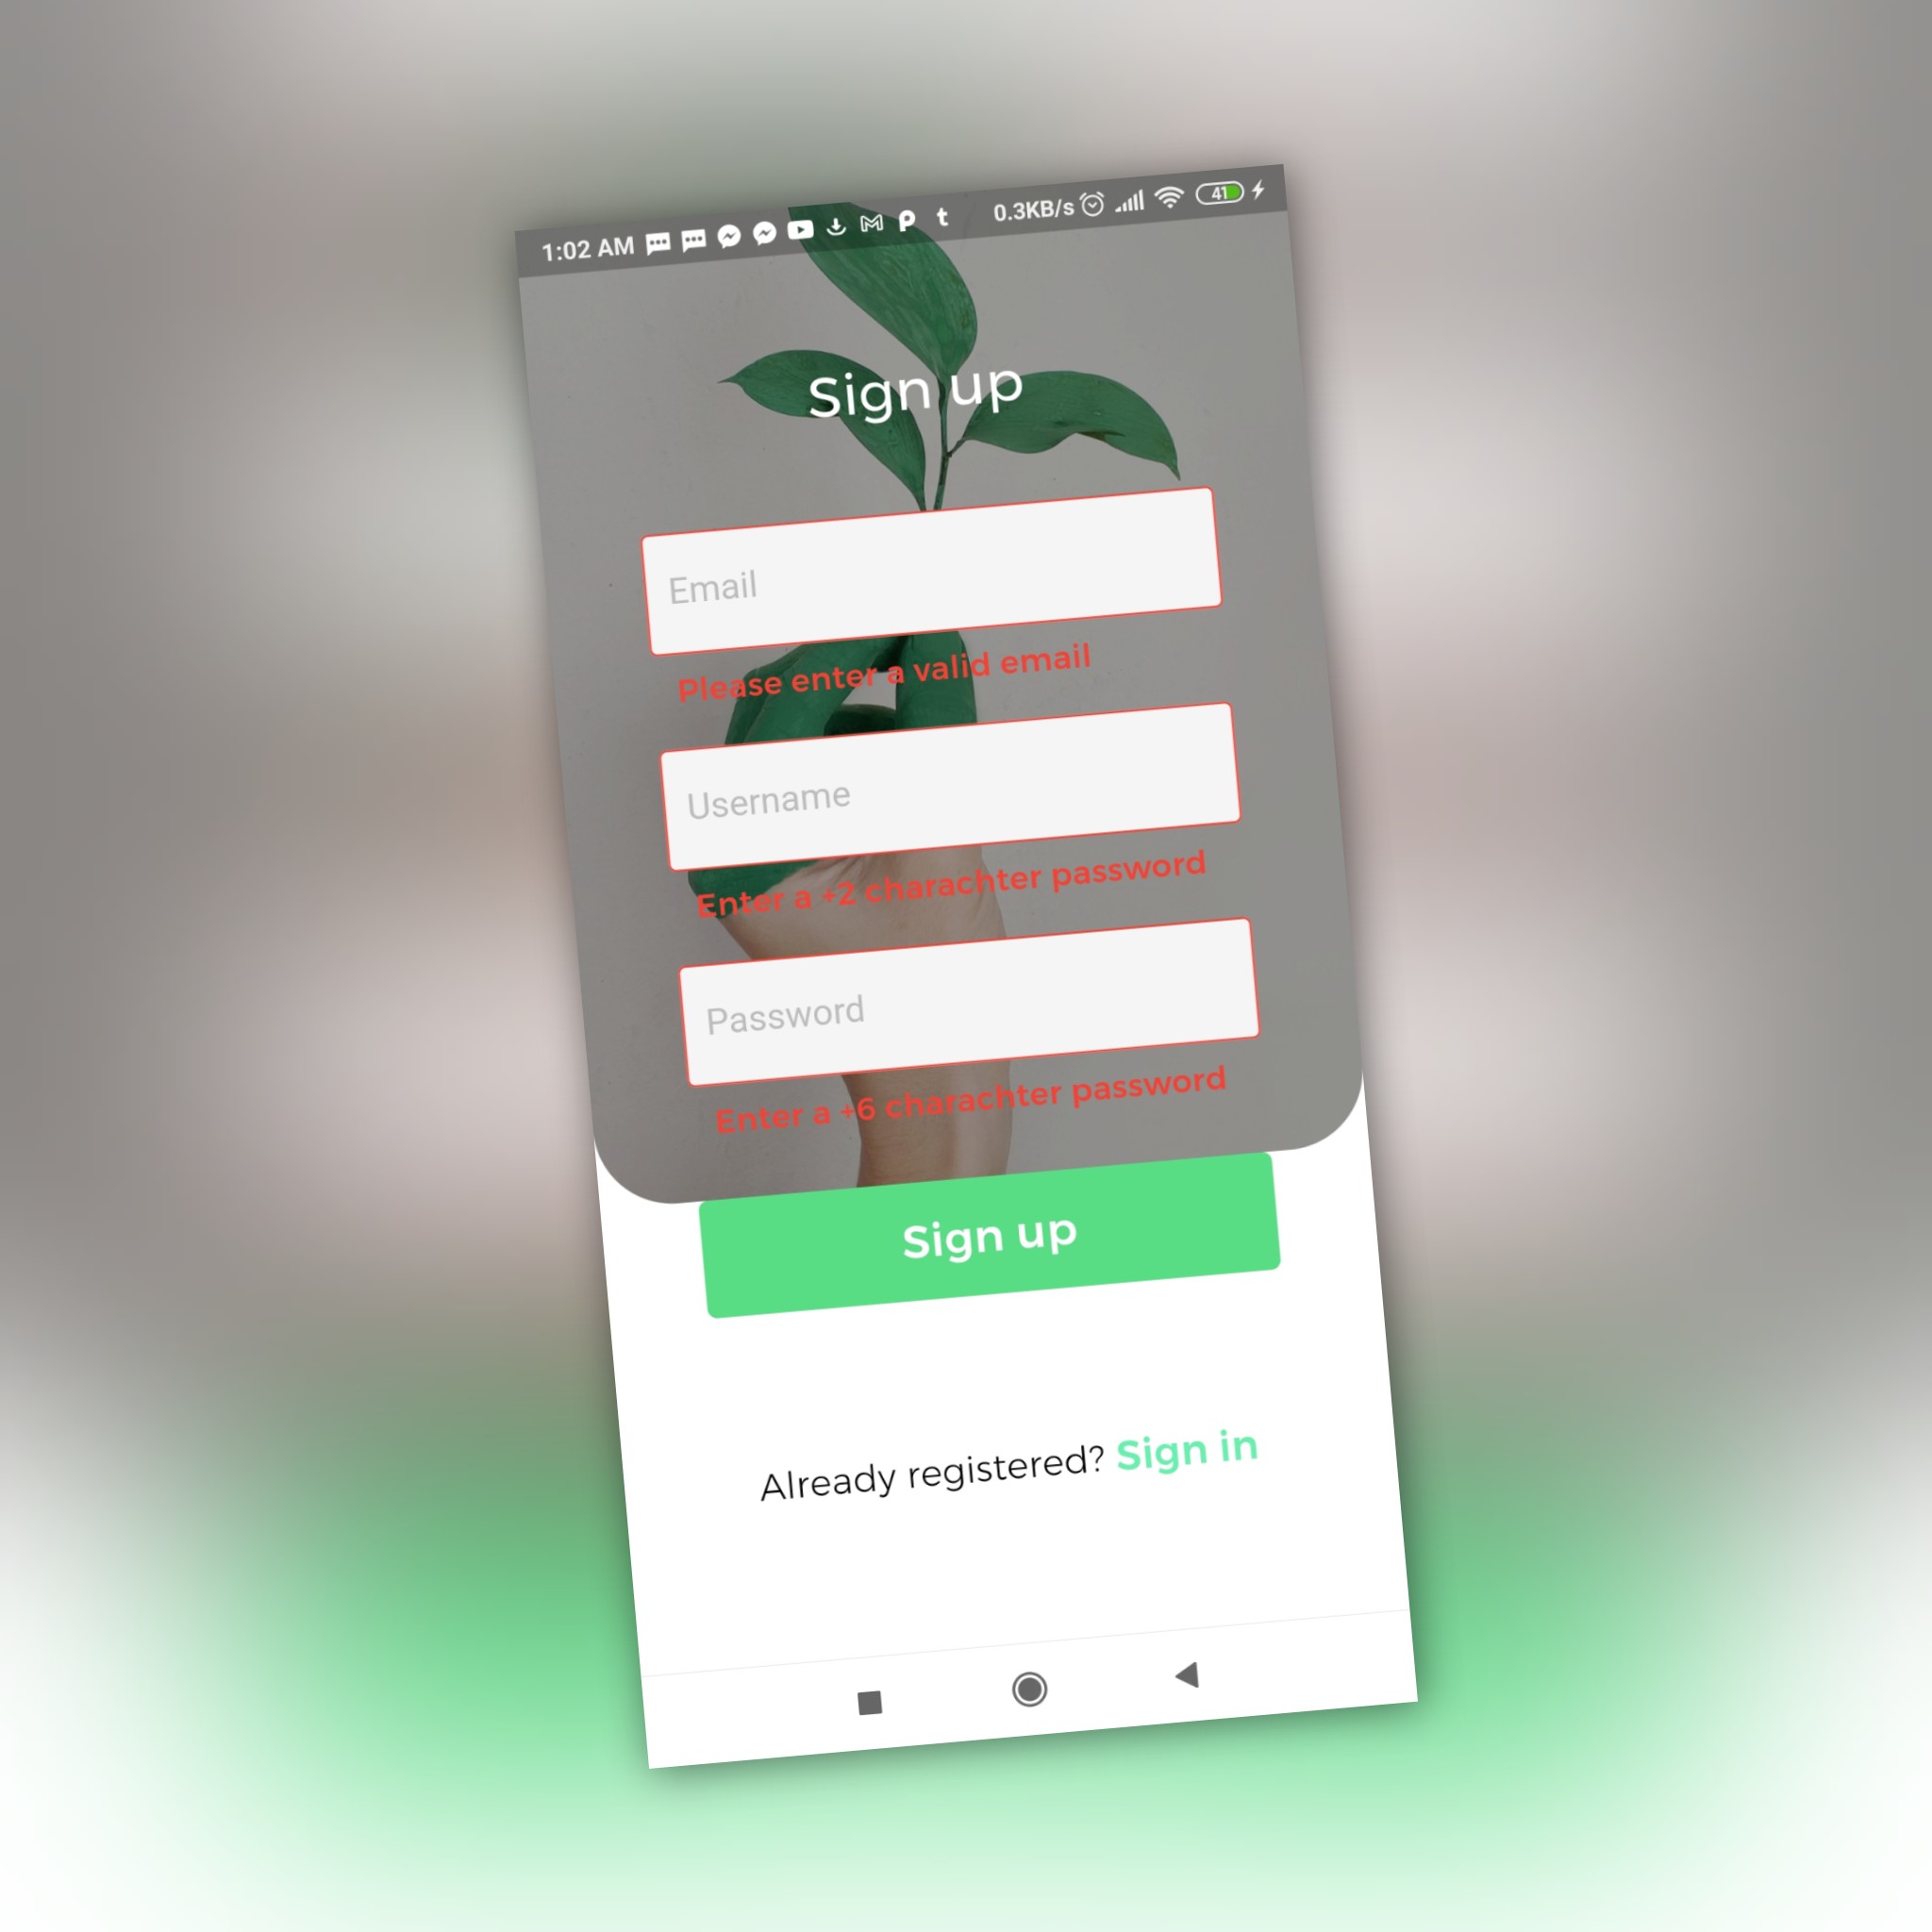 1:02 AM 0.3KB/s 41
Sign up
Email
Please enter a valid email
Username
Enter a +2 charachter password
Password
Enter a +6 charachter password
Sign up
Already registered? Sign in